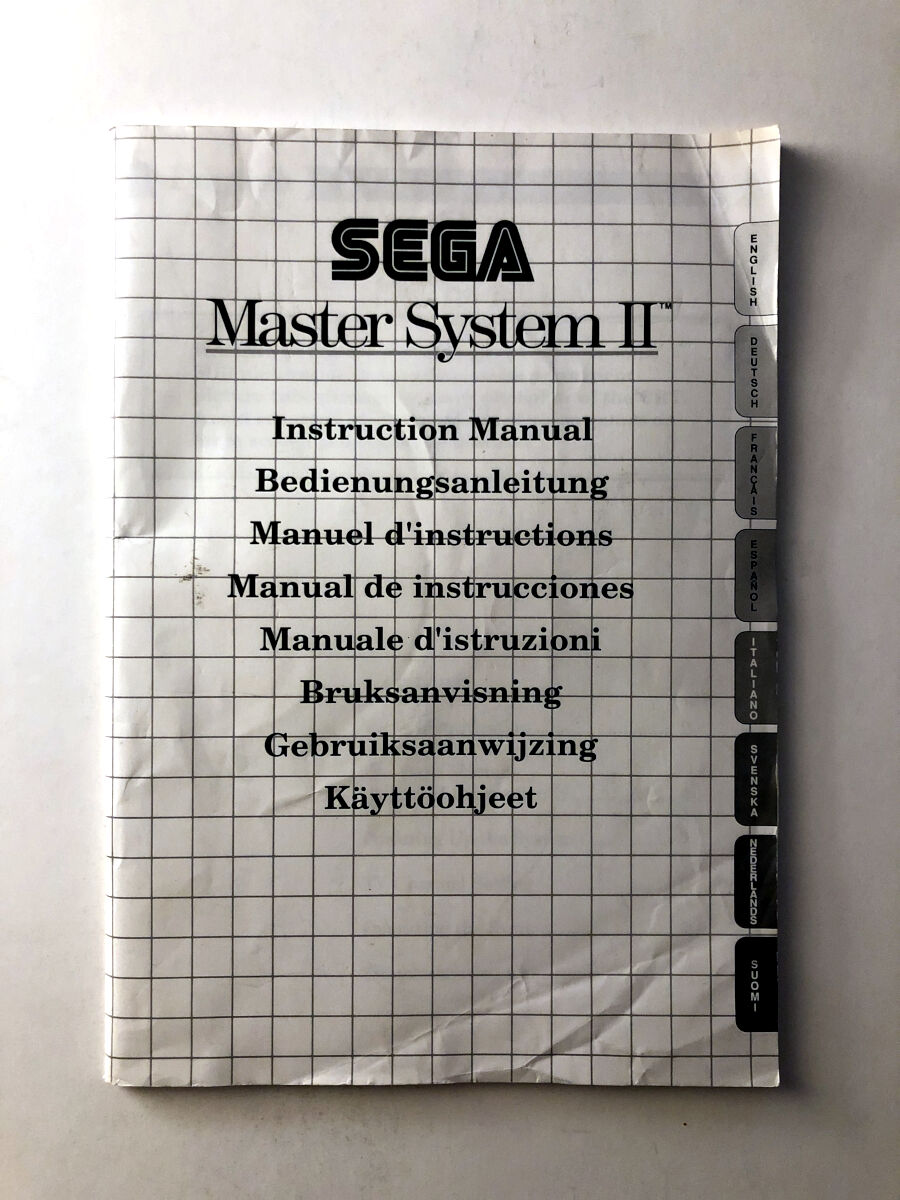 SEGA
Master System II™
Instruction Manual
Bedienungsanleitung
Manuel d'instructions
Manual de instrucciones
Manuale d'istruzioni
Bruksanvisning
Gebruiksaanwijzing
Käyttöohjeet
ENGLISH
DEUTSCH
FRANÇAIS
ESPAÑOL
ITALIANO
SVENSKA
NEDERLANDS
SUOMI